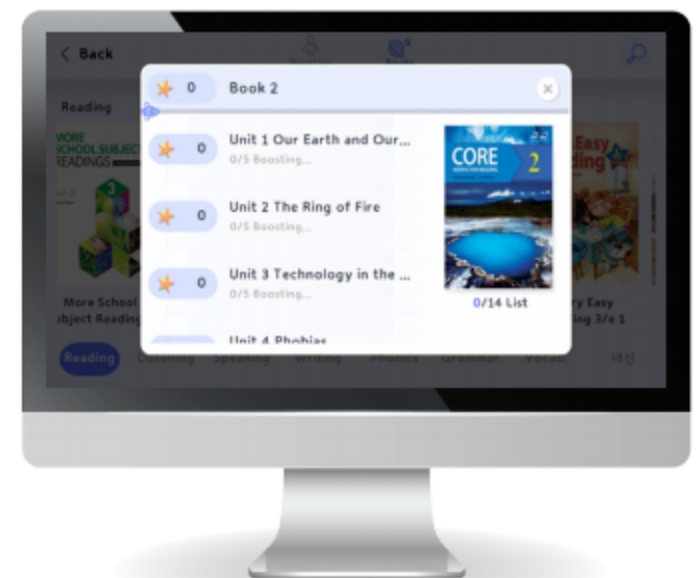 Back
Reading
0 Book 2
0 Unit 1 Our Earth and Our...
0/5 Boosting...
0 Unit 2 The Ring of Fire
0/5 Boosting...
0 Unit 3 Technology in the ...
0/5 Boosting...
Unit 4 Phobias
CORE
2
0/14 List
MORE
SCHOOL SUBJECT
READINGS
3
More School
ubject Reading
Easy
ding
ry Easy
ing 3/e 1
Reading Listening Speaking Writing Phonics Grammar Vocab. 내신